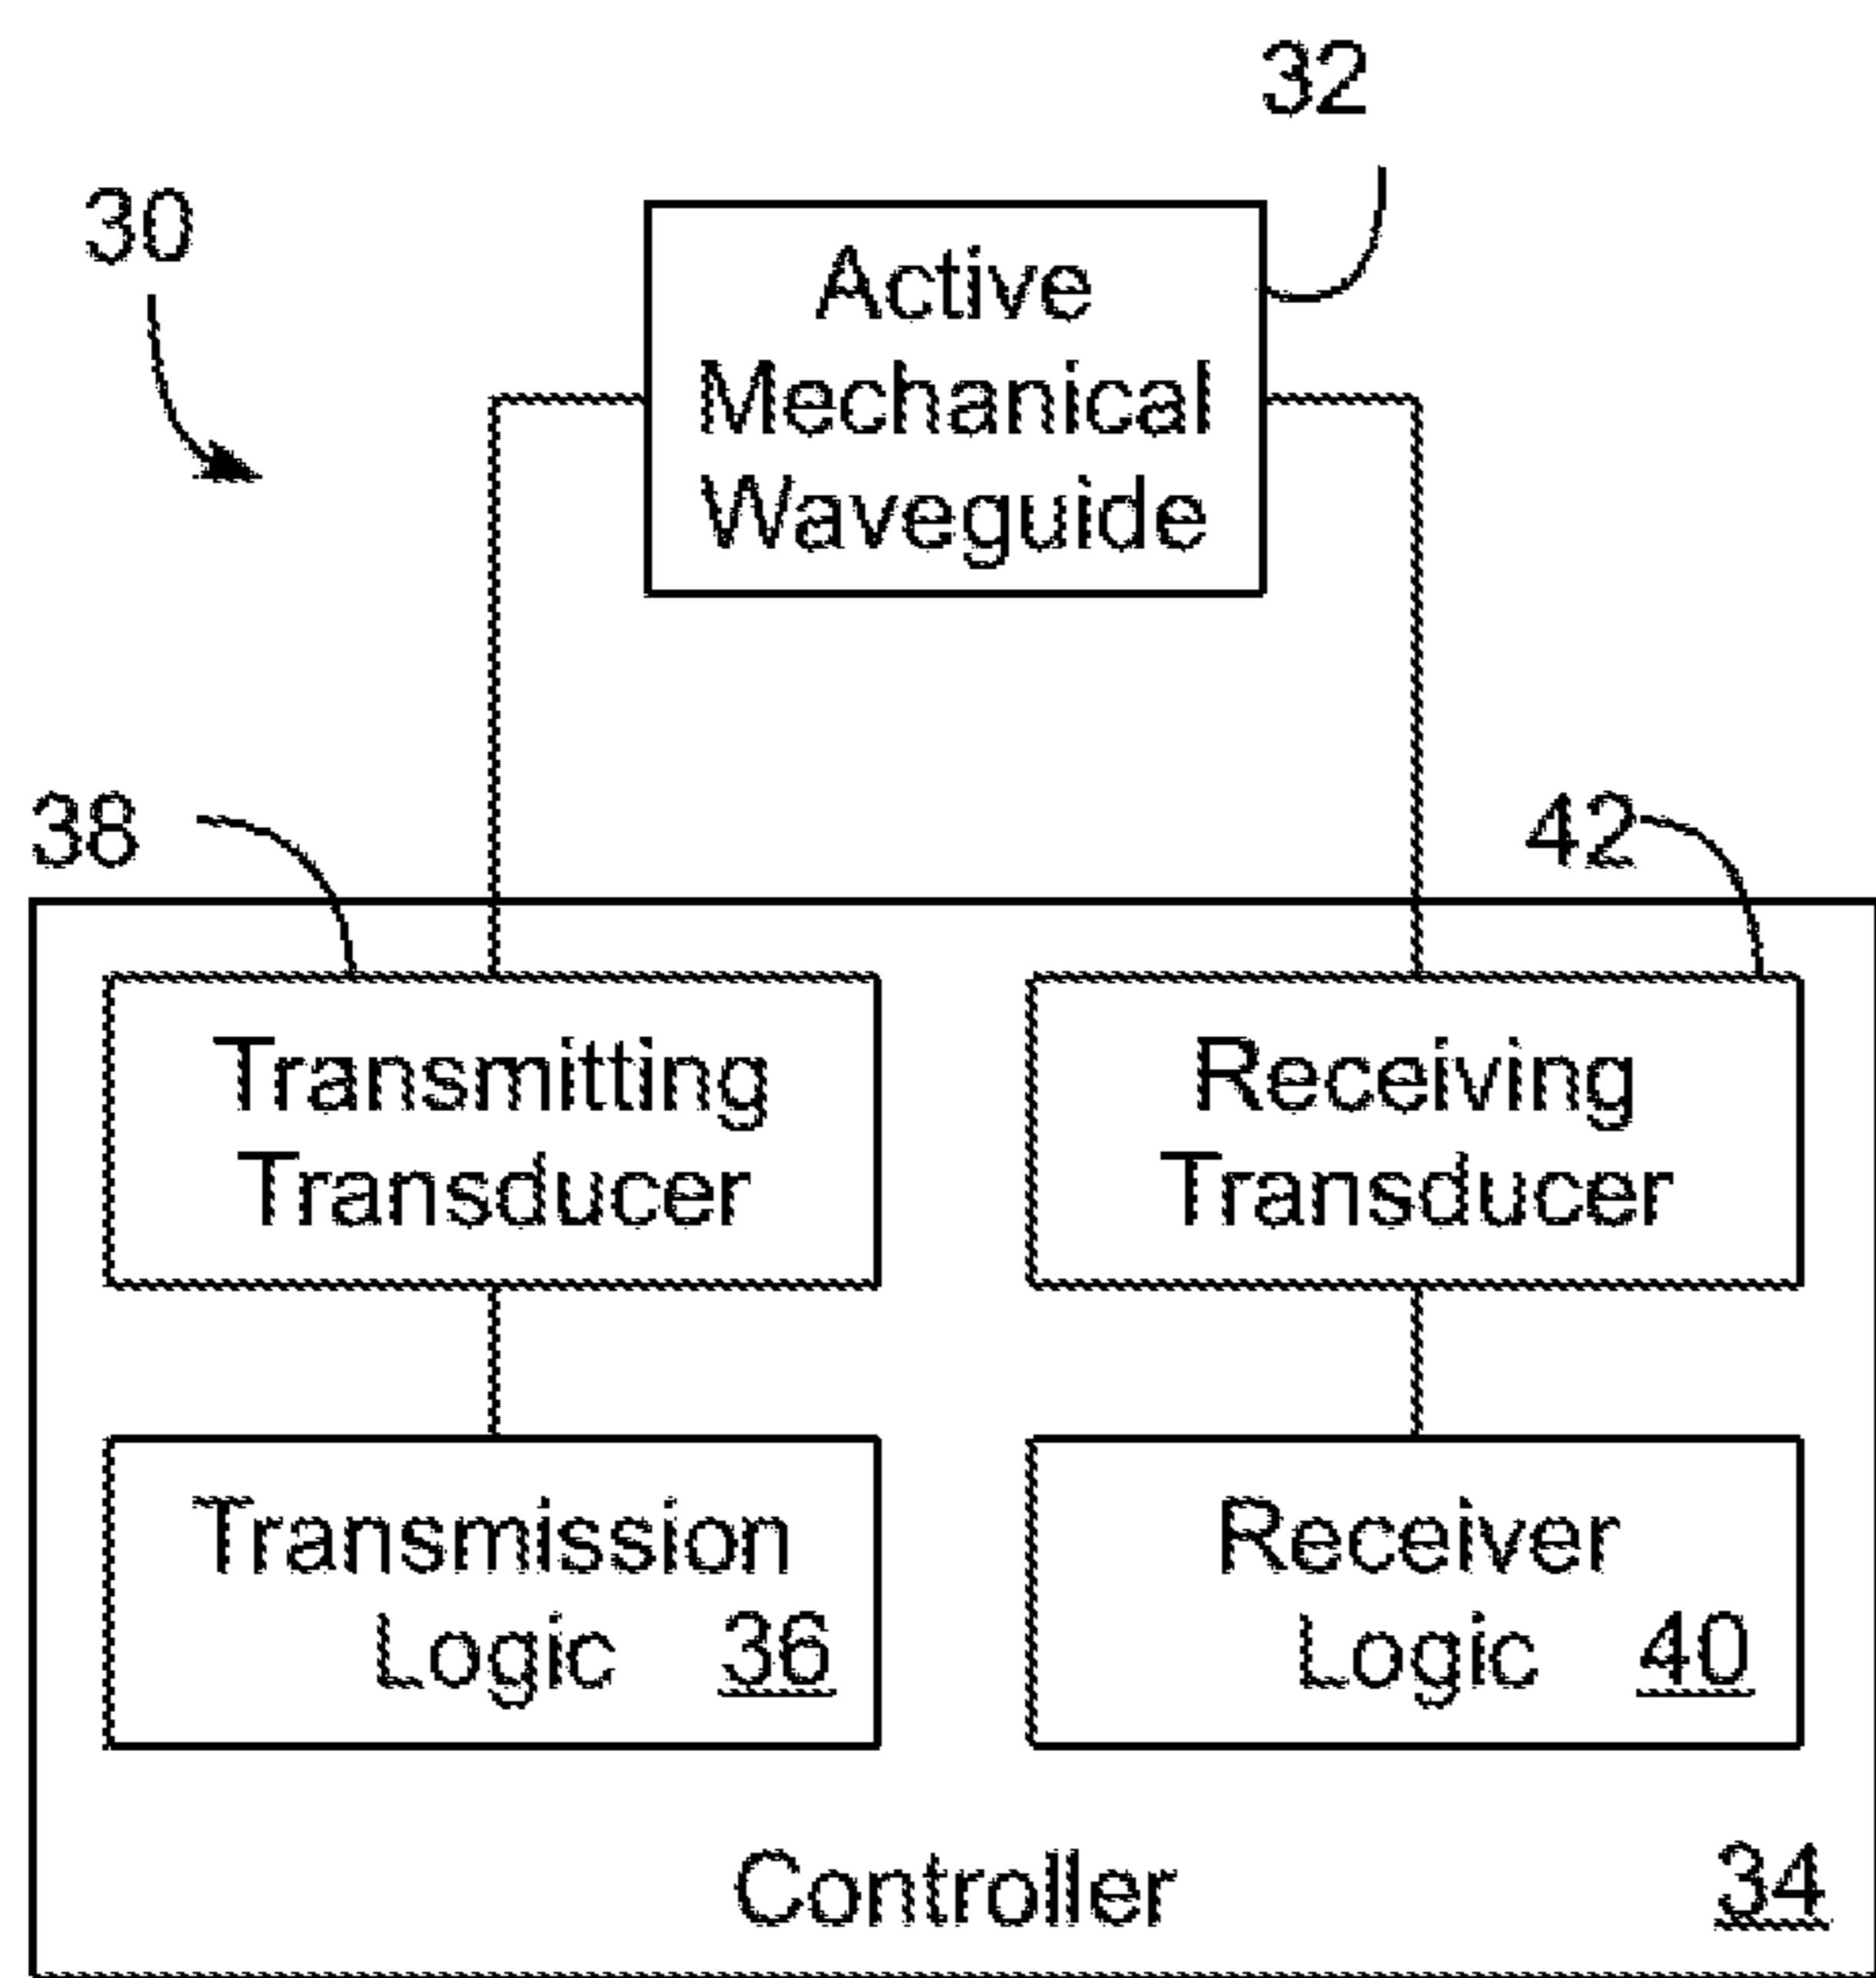 32
30
Active
Mechanical
Waveguide
38
42
Transmitting
Transducer
Receiving
Transducer
Transmission
Logic 36
Receiver
Logic 40
Controller 34